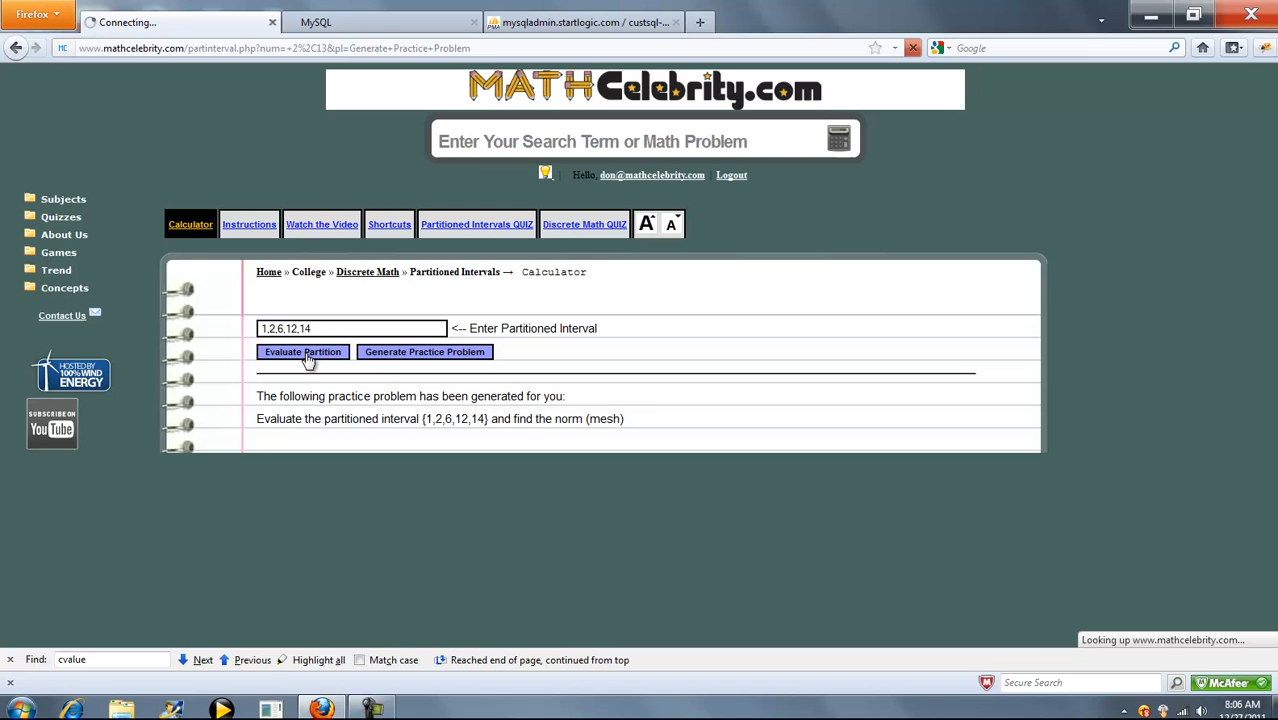 Firefox
Connecting...
MySQL
mysqladmin.startlogic.com / custsql-...
www.mathcelebrity.com/partinterval.php?num=+2%2C13&pl=Generate+Practice+Problem
Google
MATHCelebrity.com
Enter Your Search Term or Math Problem
| Hello, don@mathcelebrity.com | Logout
Subjects
Quizzes
About Us
Games
Trend
Concepts
Contact Us
HOSTED BY
100% WIND
ENERGY
SUBSCRIBE ON
YouTube
Calculator
Instructions
Watch the Video
Shortcuts
Partitioned Intervals QUIZ
Discrete Math QUIZ
A
A
Home » College » Discrete Math » Partitioned Intervals → Calculator
1,2,6,12,14
<-- Enter Partitioned Interval
Evaluate Partition
Generate Practice Problem
The following practice problem has been generated for you:
Evaluate the partitioned interval {1,2,6,12,14} and find the norm (mesh)
Looking up www.mathcelebrity.com...
Find: cvalue
Next
Previous
Highlight all
Match case
Reached end of page, continued from top
Secure Search
McAfee
8:06 AM
12/27/2011